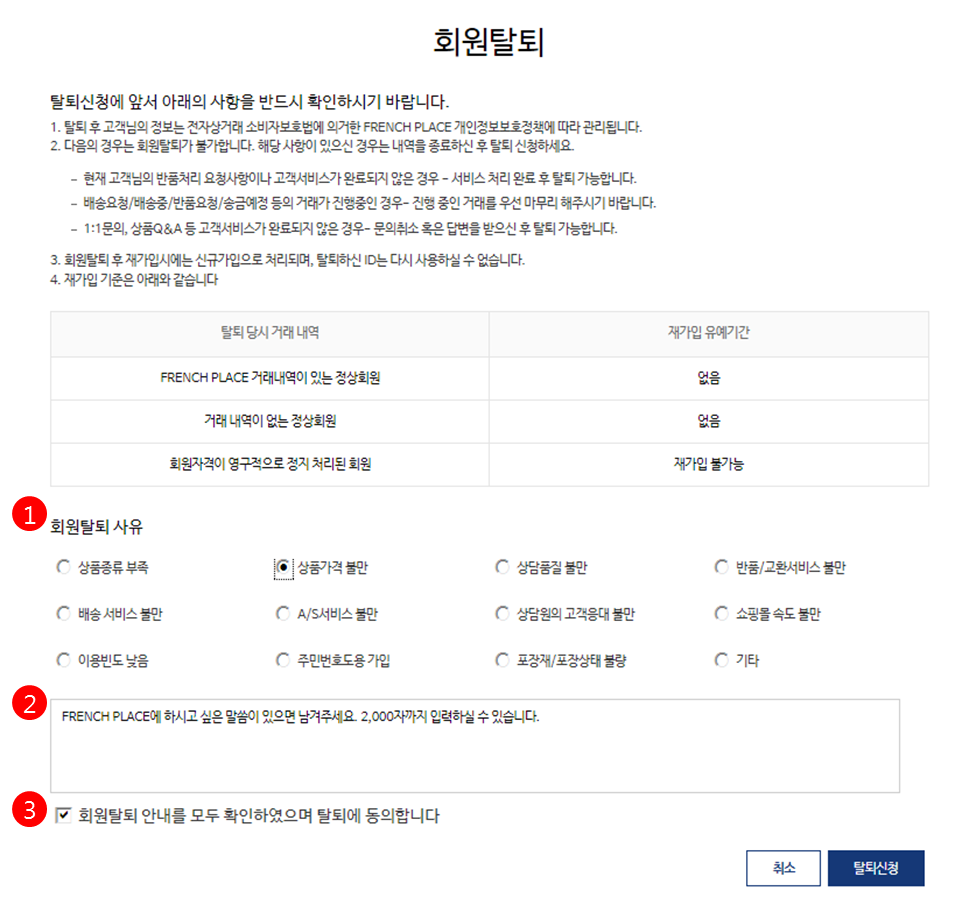 회원탈퇴
탈퇴신청에 앞서 아래의 사항을 반드시 확인하시기 바랍니다.
1. 탈퇴 후 고객님의 정보는 전자상거래 소비자보호법에 의거한 FRENCH PLACE 개인정보보호정책에 따라 관리됩니다.
2. 다음의 경우는 회원탈퇴가 불가합니다. 해당 사항이 있으신 경우는 내역을 종료하신 후 탈퇴 신청하세요.
– 현재 고객님의 반품처리 요청사항이나 고객서비스가 완료되지 않은 경우 – 서비스 처리 완료 후 탈퇴 가능합니다.
– 배송요청/배송중/반품요청/송금예정 등의 거래가 진행중인 경우– 진행 중인 거래를 우선 마무리 해주시기 바랍니다.
– 1:1문의, 상품Q&A 등 고객서비스가 완료되지 않은 경우– 문의취소 혹은 답변을 받으신 후 탈퇴 가능합니다.
3. 회원탈퇴 후 재가입시에는 신규가입으로 처리되며, 탈퇴하신 ID는 다시 사용하실 수 없습니다.
4. 재가입 기준은 아래와 같습니다
탈퇴 당시 거래 내역 재가입 유예기간
FRENCH PLACE 거래내역이 있는 정상회원 없음
거래 내역이 없는 정상회원 없음
회원자격이 영구적으로 정지 처리된 회원 재가입 불가능
1 회원탈퇴 사유
상품종류 부족 상품가격 불만 상담품질 불만 반품/교환서비스 불만
배송 서비스 불만 A/S서비스 불만 상담원의 고객응대 불만 쇼핑몰 속도 불만
이용빈도 낮음 주민번호도용 가입 포장재/포장상태 불량 기타
2 FRENCH PLACE에 하시고 싶은 말씀이 있으면 남겨주세요. 2,000자까지 입력하실 수 있습니다.
3 회원탈퇴 안내를 모두 확인하였으며 탈퇴에 동의합니다
취소 탈퇴신청